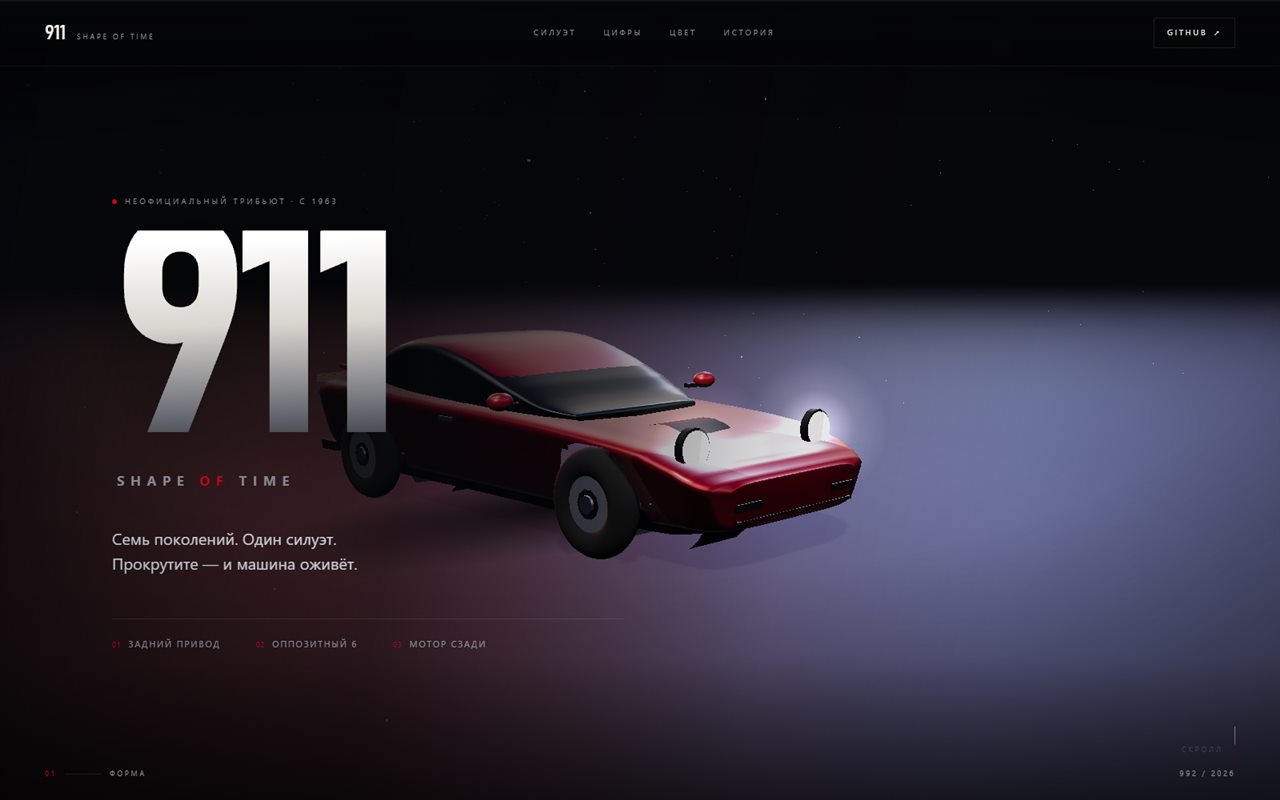 911 SHAPE OF TIME
СИЛУЭТ ЦИФРЫ ЦВЕТ ИСТОРИЯ
GITHUB ↗
НЕОФИЦИАЛЬНЫЙ ТРИБЬЮТ · С 1963
911
SHAPE OF TIME
Семь поколений. Один силуэт.
Прокрутите — и машина оживёт.
01 ЗАДНИЙ ПРИВОД 02 ОППОЗИТНЫЙ 6 03 МОТОР СЗАДИ
СКРОЛЛ
01 ФОРМА
992 / 2026